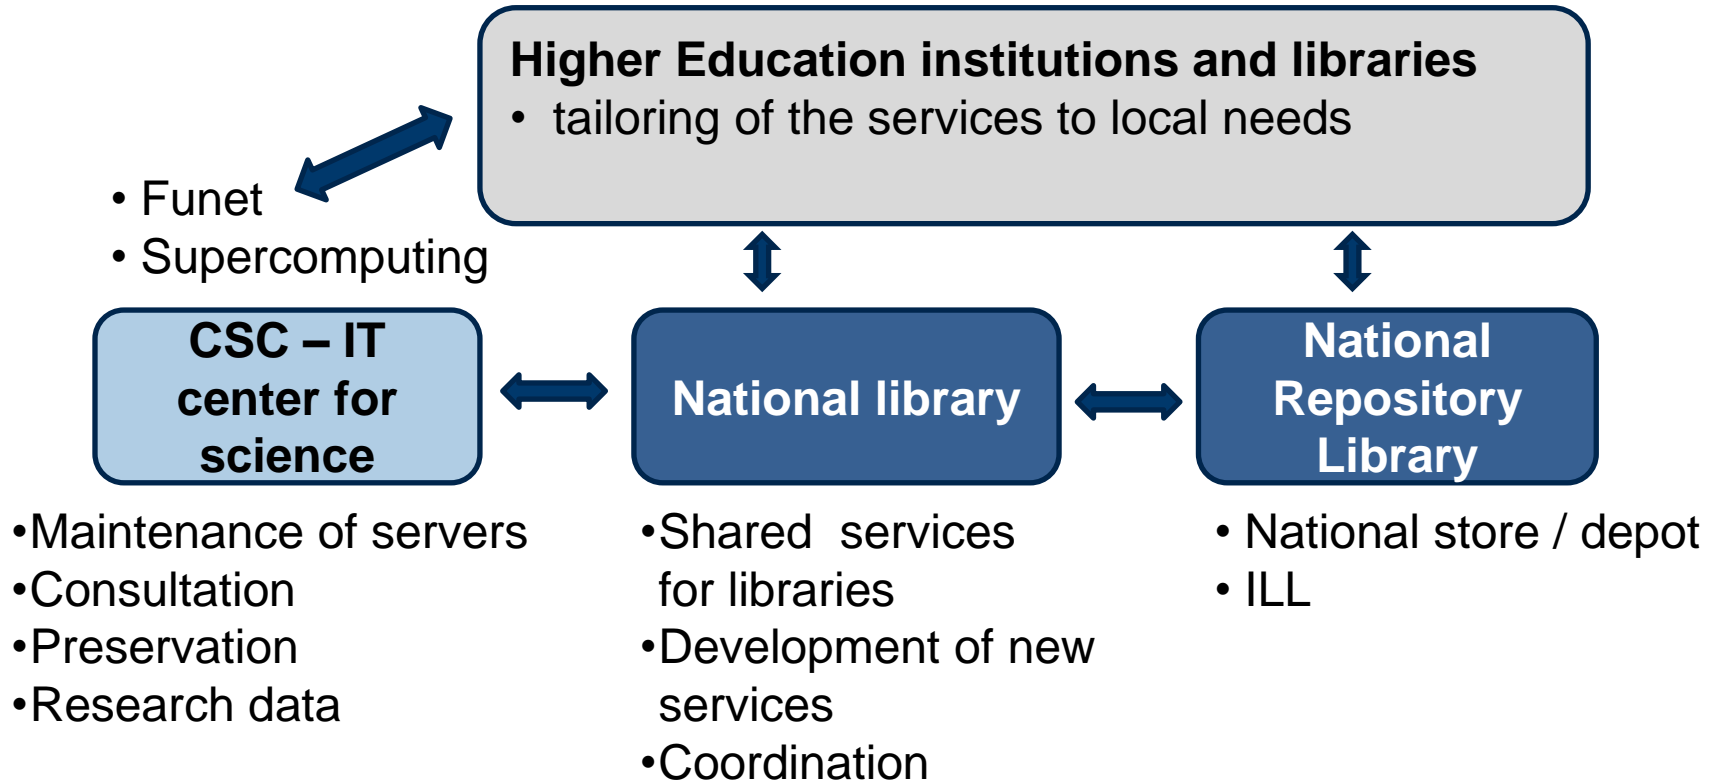 Higher Education institutions and libraries
• tailoring of the services to local needs
• Funet
• Supercomputing
CSC – IT
center for
science
National library
National
Repository
Library
•Maintenance of servers
•Consultation
•Preservation
•Research data
•Shared services
for libraries
•Development of new
services
•Coordination
• National store / depot
• ILL